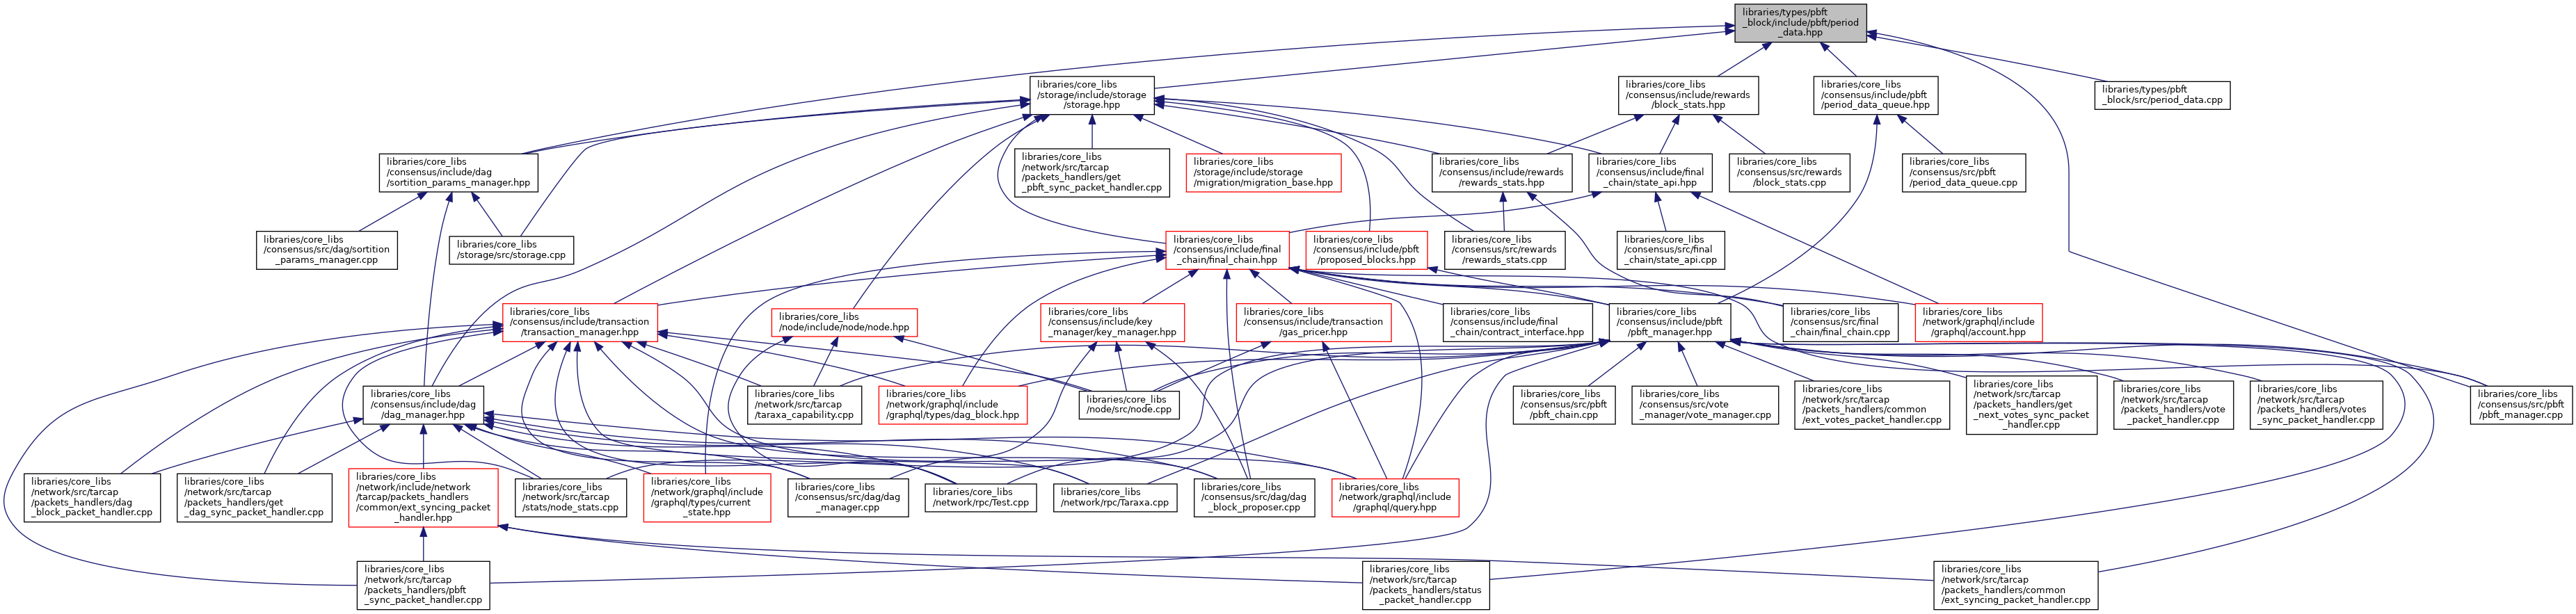 libraries/types/pbft
_block/include/pbft/period
_data.hpp
libraries/core_libs
/storage/include/storage
/storage.hpp
libraries/core_libs
/consensus/include/rewards
/block_stats.hpp
libraries/core_libs
/consensus/include/pbft
/period_data_queue.hpp
libraries/types/pbft
_block/src/period_data.cpp
libraries/core_libs
/consensus/include/dag
/sortition_params_manager.hpp
libraries/core_libs
/network/src/tarcap
/packets_handlers/get
_pbft_sync_packet_handler.cpp
libraries/core_libs
/storage/include/storage
/migration/migration_base.hpp
libraries/core_libs
/consensus/include/rewards
/rewards_stats.hpp
libraries/core_libs
/consensus/include/final
_chain/state_api.hpp
libraries/core_libs
/consensus/src/rewards
/block_stats.cpp
libraries/core_libs
/consensus/src/pbft
/period_data_queue.cpp
libraries/core_libs
/consensus/src/dag/sortition
_params_manager.cpp
libraries/core_libs
/storage/src/storage.cpp
libraries/core_libs
/consensus/include/final
_chain/final_chain.hpp
libraries/core_libs
/consensus/include/pbft
/proposed_blocks.hpp
libraries/core_libs
/consensus/src/rewards
/rewards_stats.cpp
libraries/core_libs
/consensus/src/final
_chain/state_api.cpp
libraries/core_libs
/consensus/include/transaction
/transaction_manager.hpp
libraries/core_libs
/node/include/node/node.hpp
libraries/core_libs
/consensus/include/key
_manager/key_manager.hpp
libraries/core_libs
/consensus/include/transaction
/gas_pricer.hpp
libraries/core_libs
/consensus/include/final
_chain/contract_interface.hpp
libraries/core_libs
/consensus/include/pbft
/pbft_manager.hpp
libraries/core_libs
/consensus/src/final
_chain/final_chain.cpp
libraries/core_libs
/network/graphql/include
/graphql/account.hpp
libraries/core_libs
/consensus/include/dag
/dag_manager.hpp
libraries/core_libs
/network/src/tarcap
/taraxa_capability.cpp
libraries/core_libs
/network/graphql/include
/graphql/types/dag_block.hpp
libraries/core_libs
/node/src/node.cpp
libraries/core_libs
/consensus/src/pbft
/pbft_chain.cpp
libraries/core_libs
/consensus/src/vote
_manager/vote_manager.cpp
libraries/core_libs
/network/src/tarcap
/packets_handlers/common
/ext_votes_packet_handler.cpp
libraries/core_libs
/network/src/tarcap
/packets_handlers/get
_next_votes_sync_packet
_handler.cpp
libraries/core_libs
/network/src/tarcap
/packets_handlers/vote
_packet_handler.cpp
libraries/core_libs
/network/src/tarcap
/packets_handlers/votes
_sync_packet_handler.cpp
libraries/core_libs
/consensus/src/pbft
/pbft_manager.cpp
libraries/core_libs
/network/src/tarcap
/packets_handlers/dag
_block_packet_handler.cpp
libraries/core_libs
/network/src/tarcap
/packets_handlers/get
_dag_sync_packet_handler.cpp
libraries/core_libs
/network/include/network
/tarcap/packets_handlers
/common/ext_syncing_packet
_handler.hpp
libraries/core_libs
/network/src/tarcap
/stats/node_stats.cpp
libraries/core_libs
/network/graphql/include
/graphql/types/current
_state.hpp
libraries/core_libs
/consensus/src/dag/dag
_manager.cpp
libraries/core_libs
/network/rpc/Test.cpp
libraries/core_libs
/network/rpc/Taraxa.cpp
libraries/core_libs
/consensus/src/dag/dag
_block_proposer.cpp
libraries/core_libs
/network/graphql/include
/graphql/query.hpp
libraries/core_libs
/network/src/tarcap
/packets_handlers/pbft
_sync_packet_handler.cpp
libraries/core_libs
/network/src/tarcap
/packets_handlers/status
_packet_handler.cpp
libraries/core_libs
/network/src/tarcap
/packets_handlers/common
/ext_syncing_packet_handler.cpp